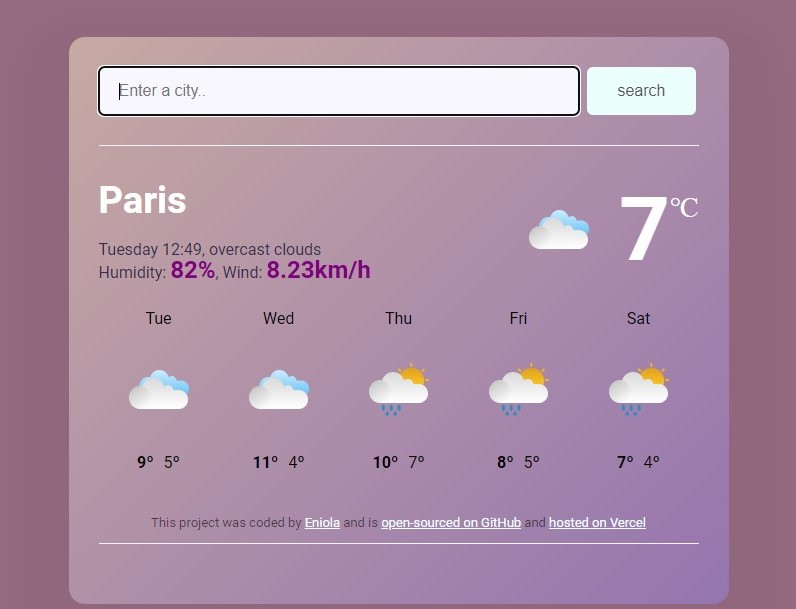 Enter a city..
search
Paris
7°C
Tuesday 12:49, overcast clouds
Humidity: 82%, Wind: 8.23km/h
Tue Wed Thu Fri Sat
9° 5° 11° 4° 10° 7° 8° 5° 7° 4°
This project was coded by Eniola and is open-sourced on GitHub and hosted on Vercel